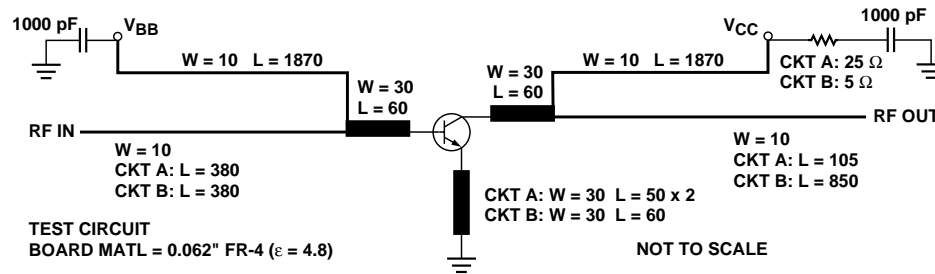 1000 pF
VBB
W = 10 L = 1870
W = 30
L = 60
RF IN
W = 10
CKT A: L = 380
CKT B: L = 380
TEST CIRCUIT
BOARD MATL = 0.062" FR-4 (ε = 4.8)
W = 30
L = 60
W = 10 L = 1870
VCC
1000 pF
CKT A: 25 Ω
CKT B: 5 Ω
RF OUT
W = 10
CKT A: L = 105
CKT B: L = 850
CKT A: W = 30 L = 50 x 2
CKT B: W = 30 L = 60
NOT TO SCALE